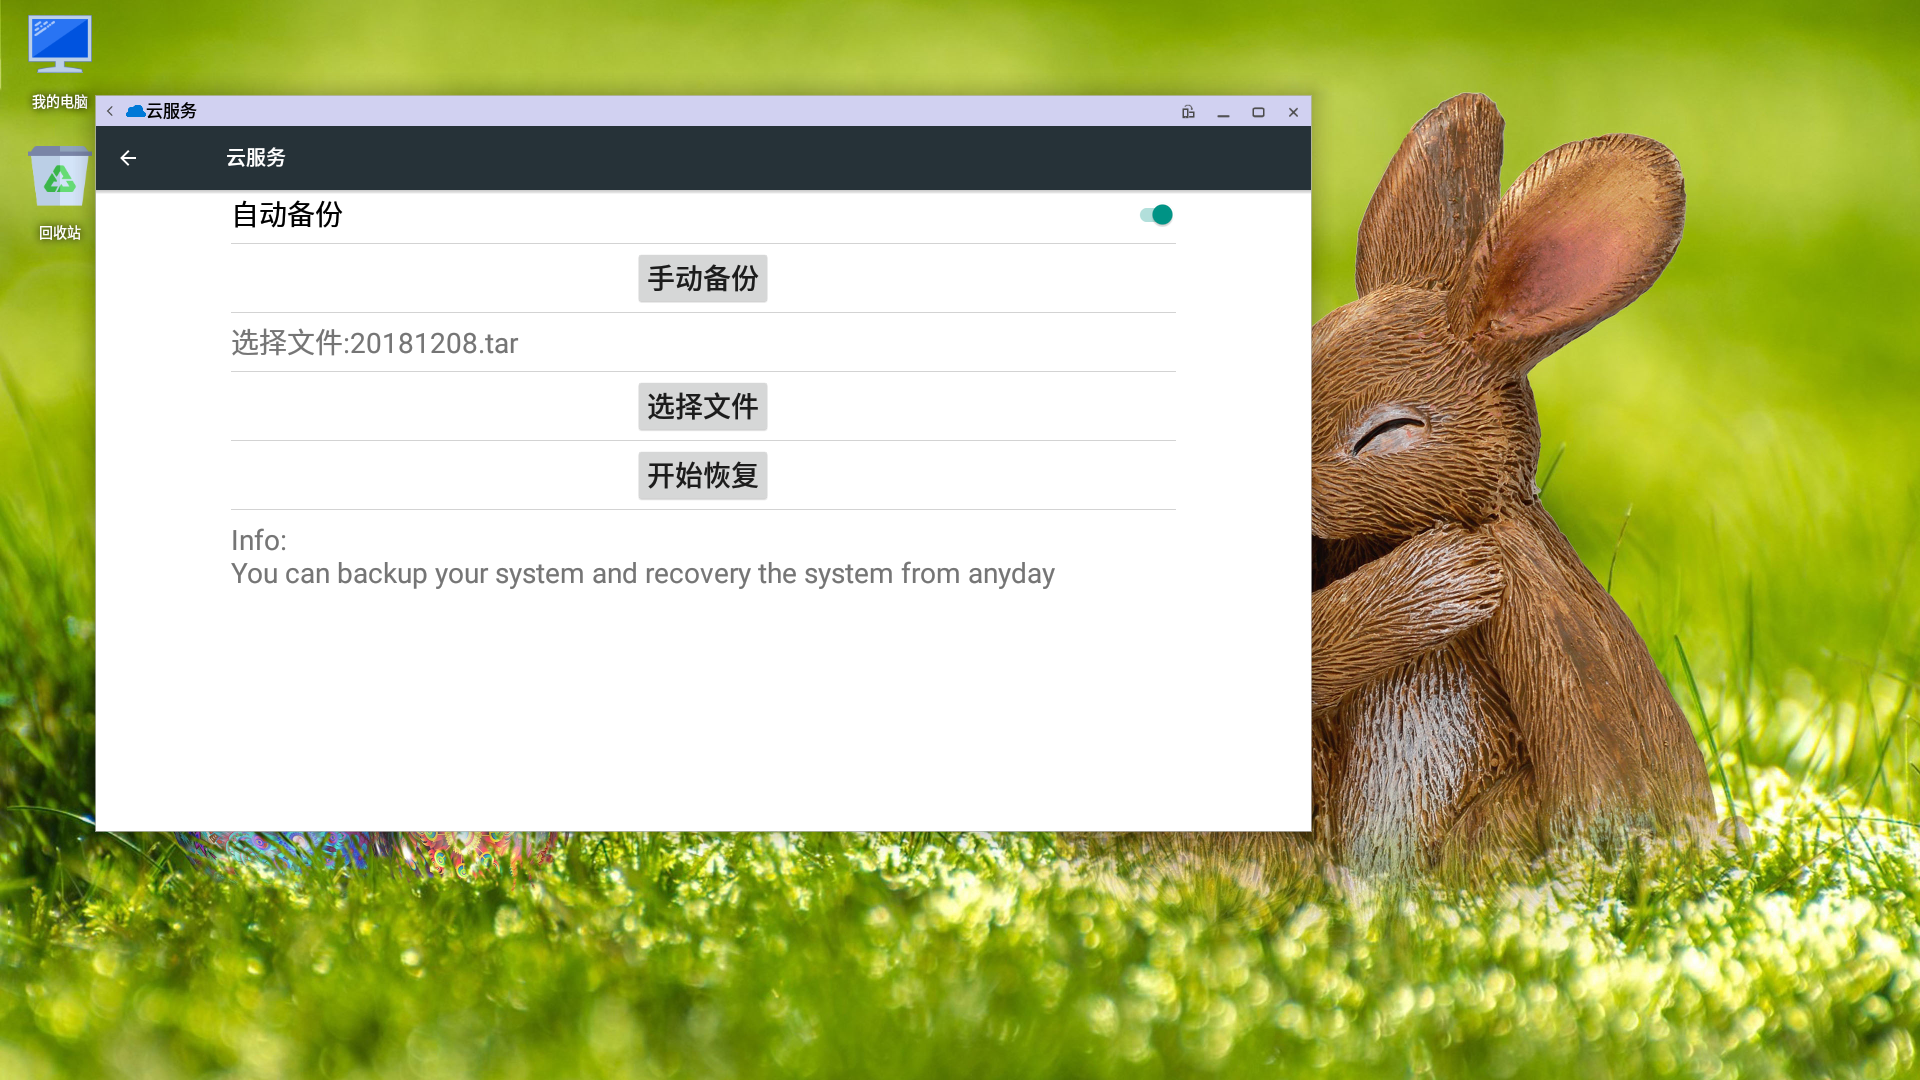 我的电脑
回收站
云服务
云服务
自动备份
手动备份
选择文件:20181208.tar
选择文件
开始恢复
Info:
You can backup your system and recovery the system from anyday